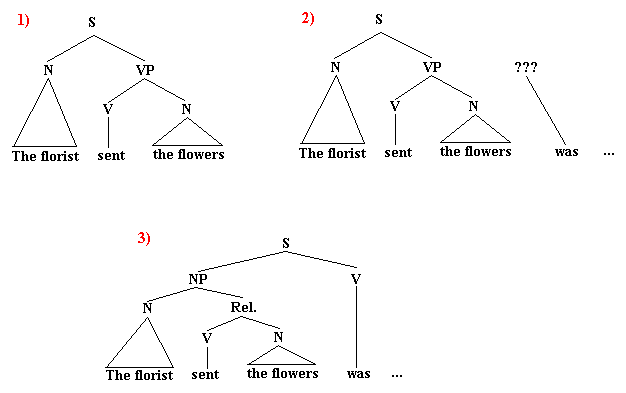 1)
S
N VP
V N
The florist sent the flowers
2)
S
N VP ???
V N
The florist sent the flowers was ...
3)
S
NP V
N Rel.
V N
The florist sent the flowers was ...